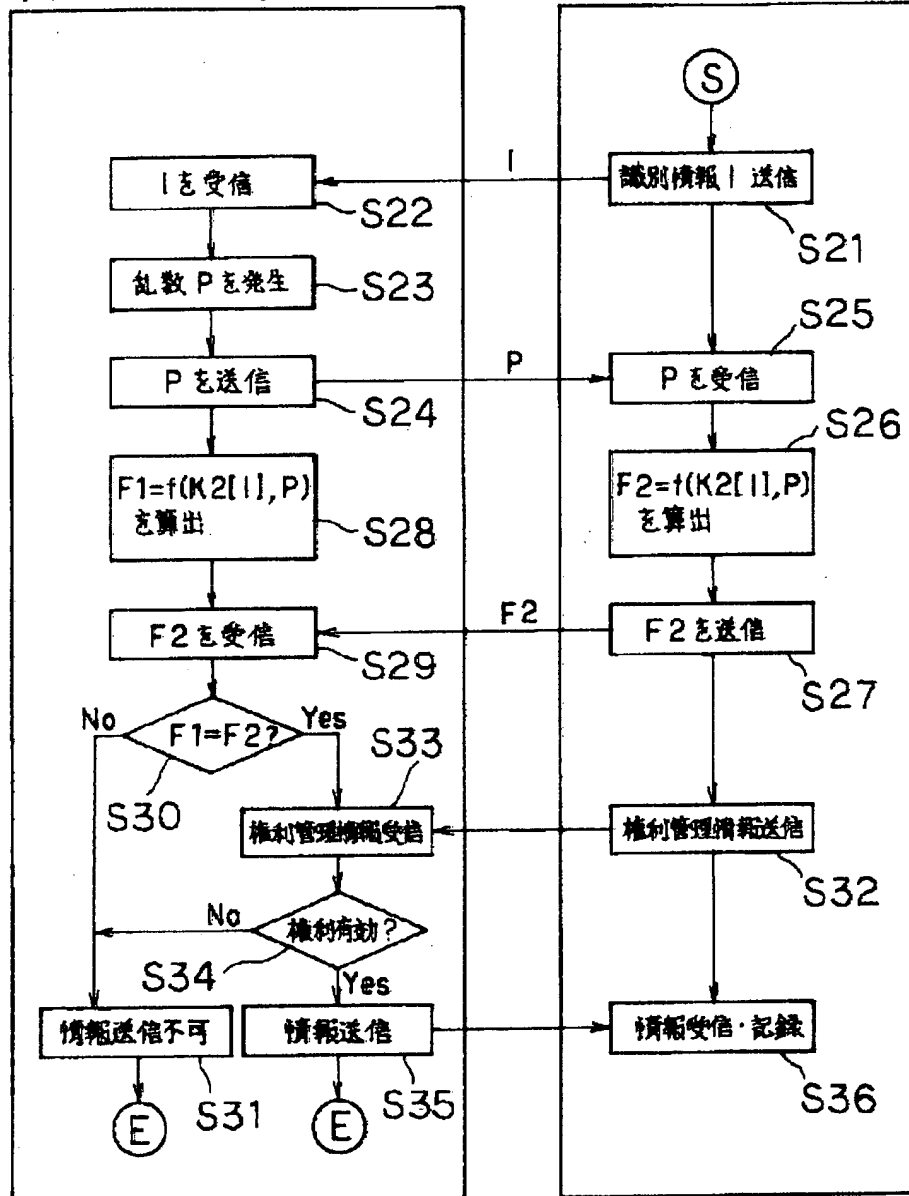 S
Iを受信
I
識別情報I 送信
S22
S21
乱数Pを発生
S23
S25
Pを送信
P
Pを受信
S24
S26
F1=f(K2[I],P)
を算出
F2=f(K2[I],P)
を算出
S28
F2を受信
F2
F2を送信
S29
S27
No
F1=F2?
Yes
S33
S30
権利管理情報受信
権利管理情報送信
S32
No
権利有効?
S34
Yes
情報送信不可
情報送信
情報受信・記録
S31
S35
S36
E
E